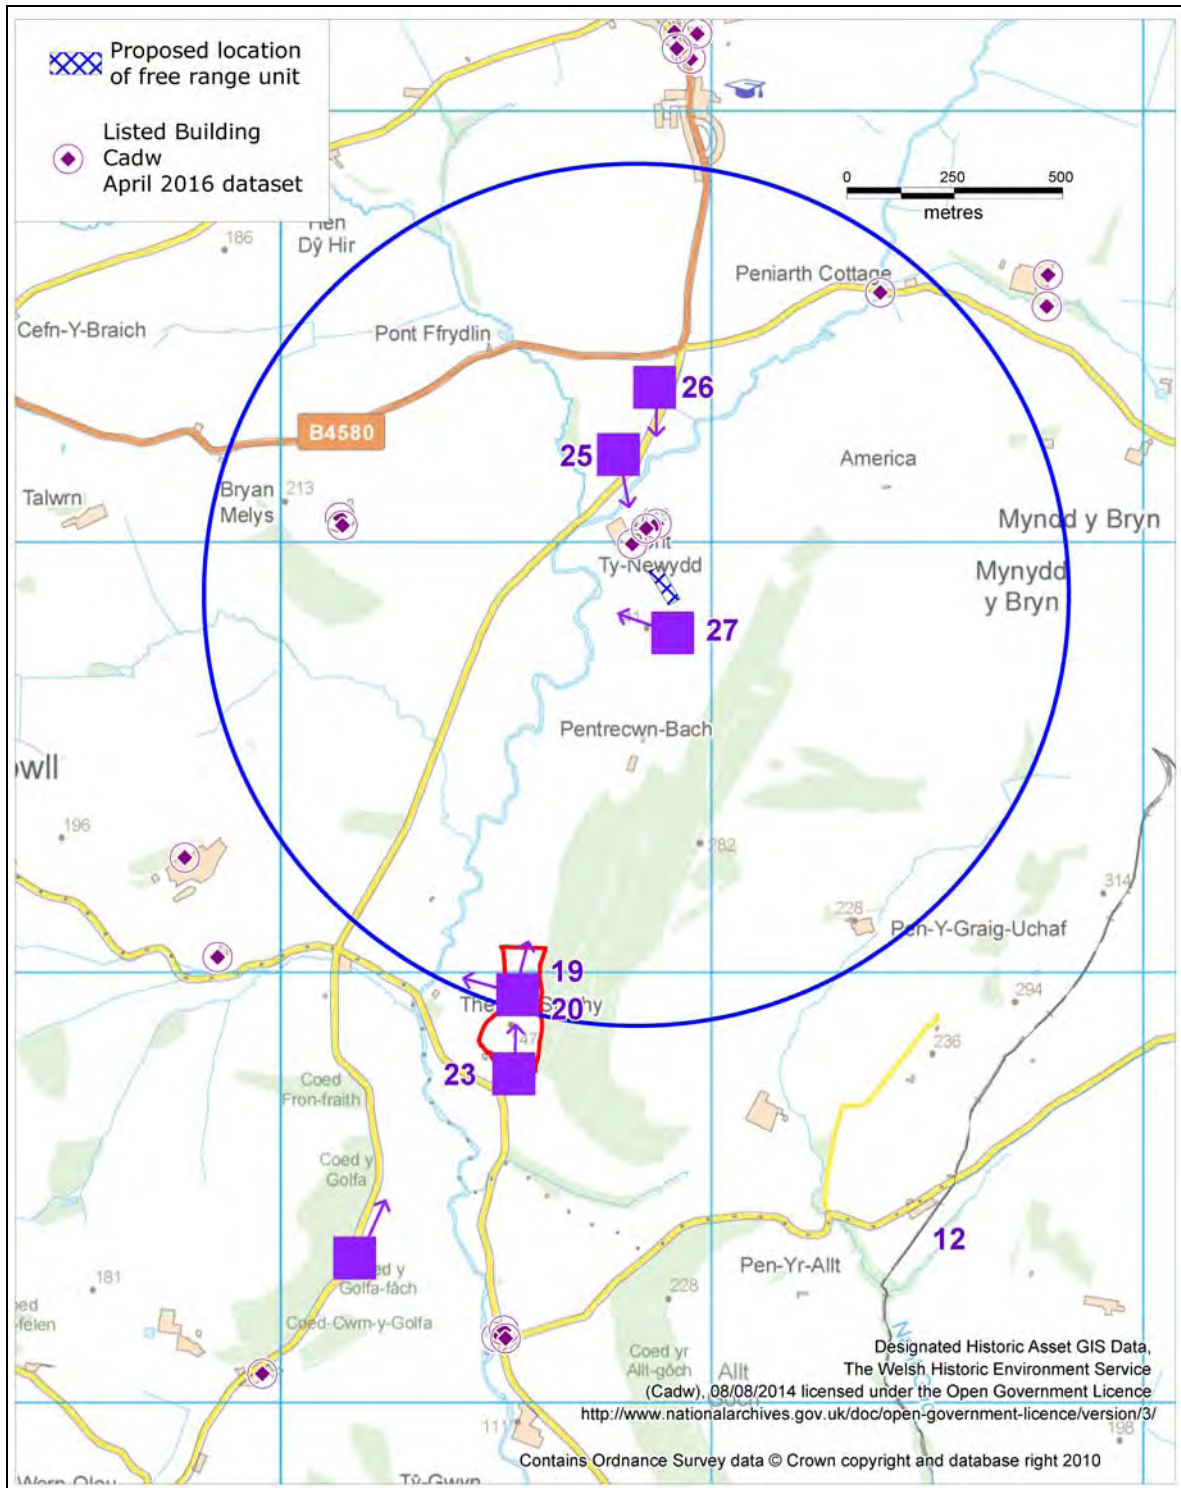 Proposed location
of free range unit
Listed Building
Cadw
April 2016 dataset
0 250 500
metres
Hen
Dŷ Hir
186
Peniarth Cottage
Cefn-Y-Braich
Pont Ffrydlin
26
B4580
25
America
Talwrn
Bryan
Melys
213
Myndd y Bryn
Ty-Newydd
Mynydd
y Bryn
27
Pentrecwn-Bach
196
282
314
228
Pen-Y-Graig-Uchaf
19
294
20
47
236
23
Coed
Fron-fraith
Coed y
Golfa
12
Pen-Yr-Allt
181
Golfa-fâch
228
Coed-Cwm-y-Golfa
Coed yr
Allt-gôch
Allt
Designated Historic Asset GIS Data,
The Welsh Historic Environment Service
(Cadw), 08/08/2014 licensed under the Open Government Licence
http://www.nationalarchives.gov.uk/doc/open-government-licence/version/3/
111
198
Contains Ordnance Survey data © Crown copyright and database right 2010
Tŷ-Gwyn